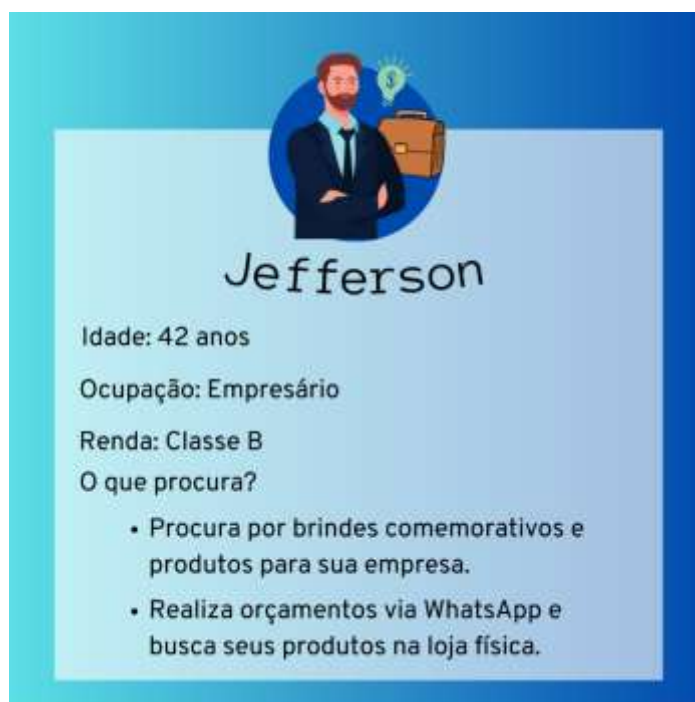 Jefferson
Idade: 42 anos
Ocupação: Empresário
Renda: Classe B
O que procura?
• Procura por brindes comemorativos e
produtos para sua empresa.
• Realiza orçamentos via WhatsApp e
busca seus produtos na loja física.